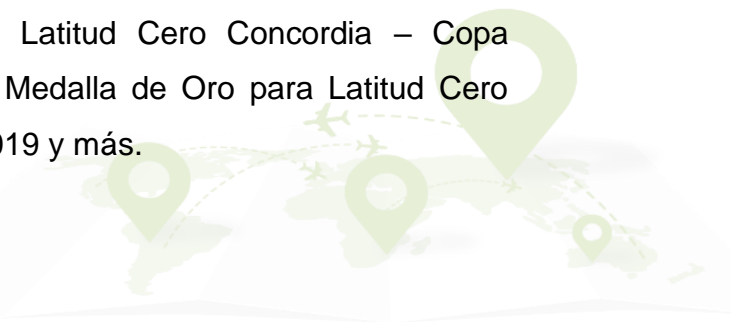 Latitud Cero Concordia – Copa
Medalla de Oro para Latitud Cero
019 y más.